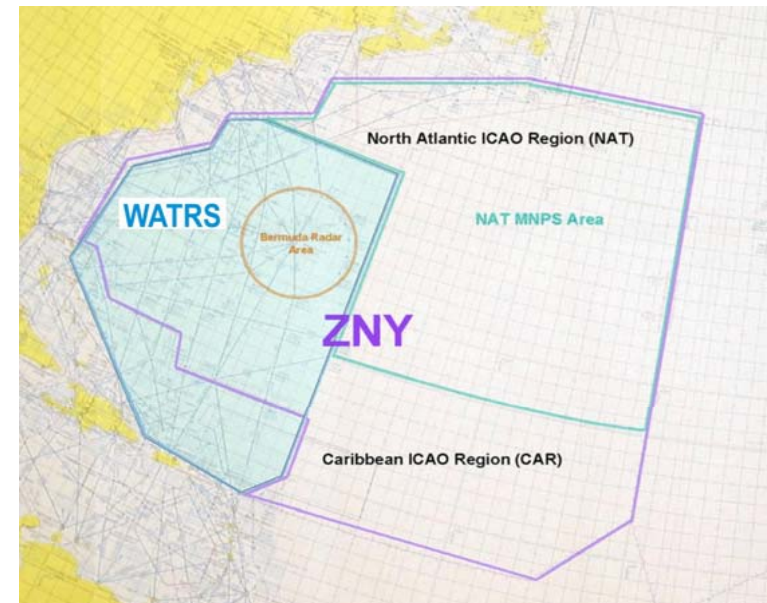 North Atlantic ICAO Region (NAT)
WATRS
NAT MNPS Area
Bermuda Radar
Area
ZNY
Caribbean ICAO Region (CAR)